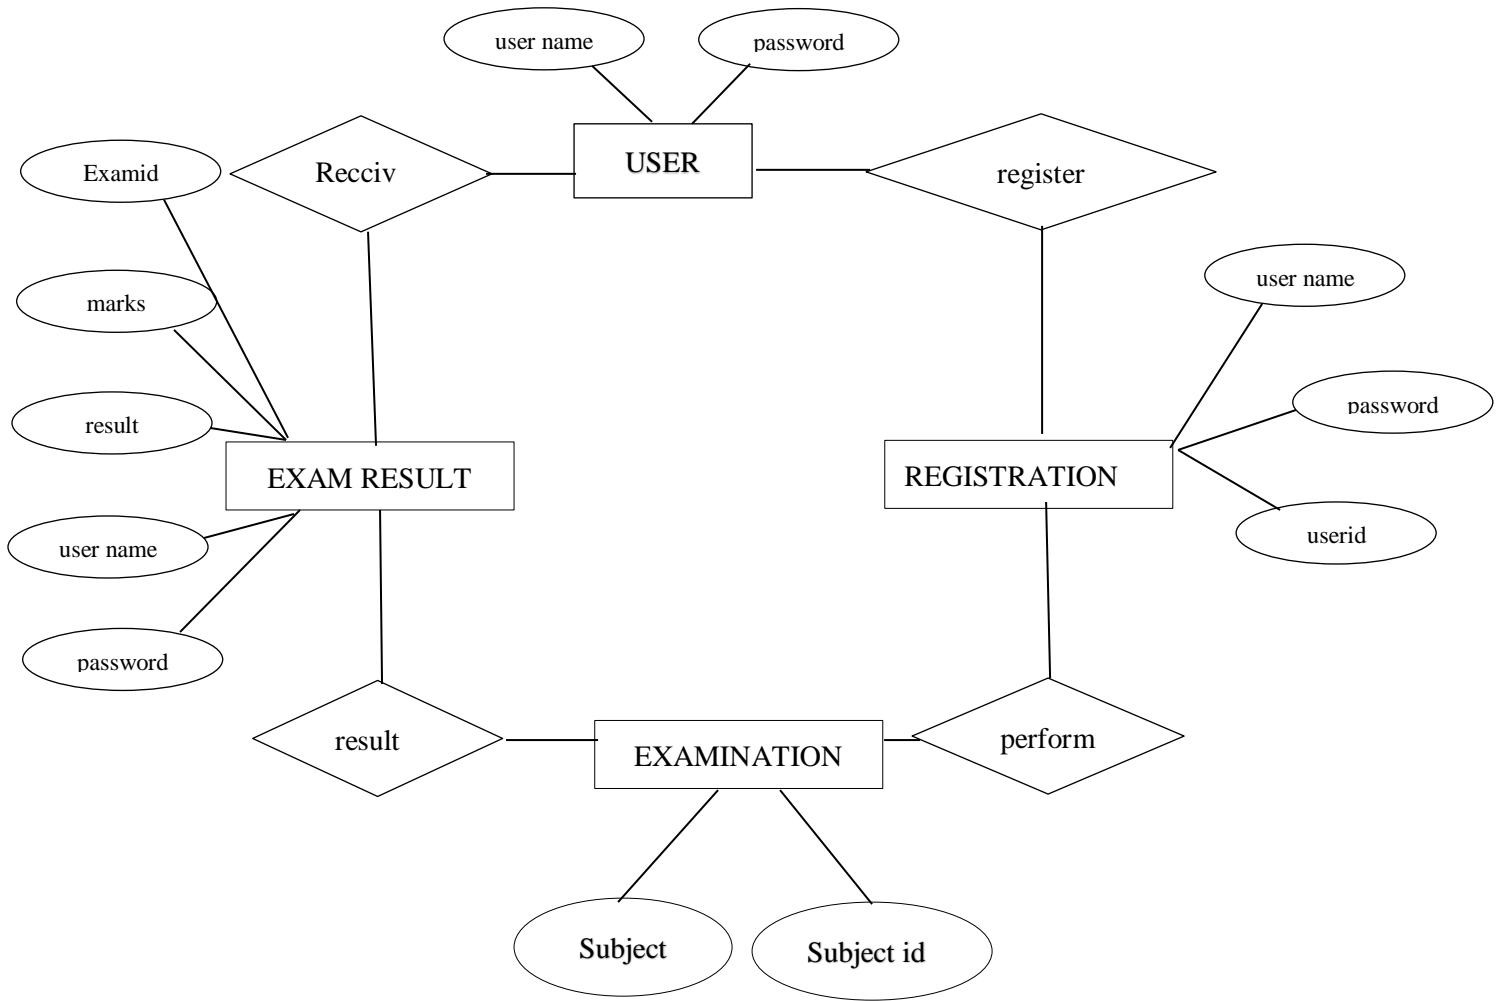 user name
password
USER
Recciv
register
Examid
marks
result
user name
password
userid
EXAM RESULT
REGISTRATION
user name
password
result
EXAMINATION
perform
Subject
Subject id